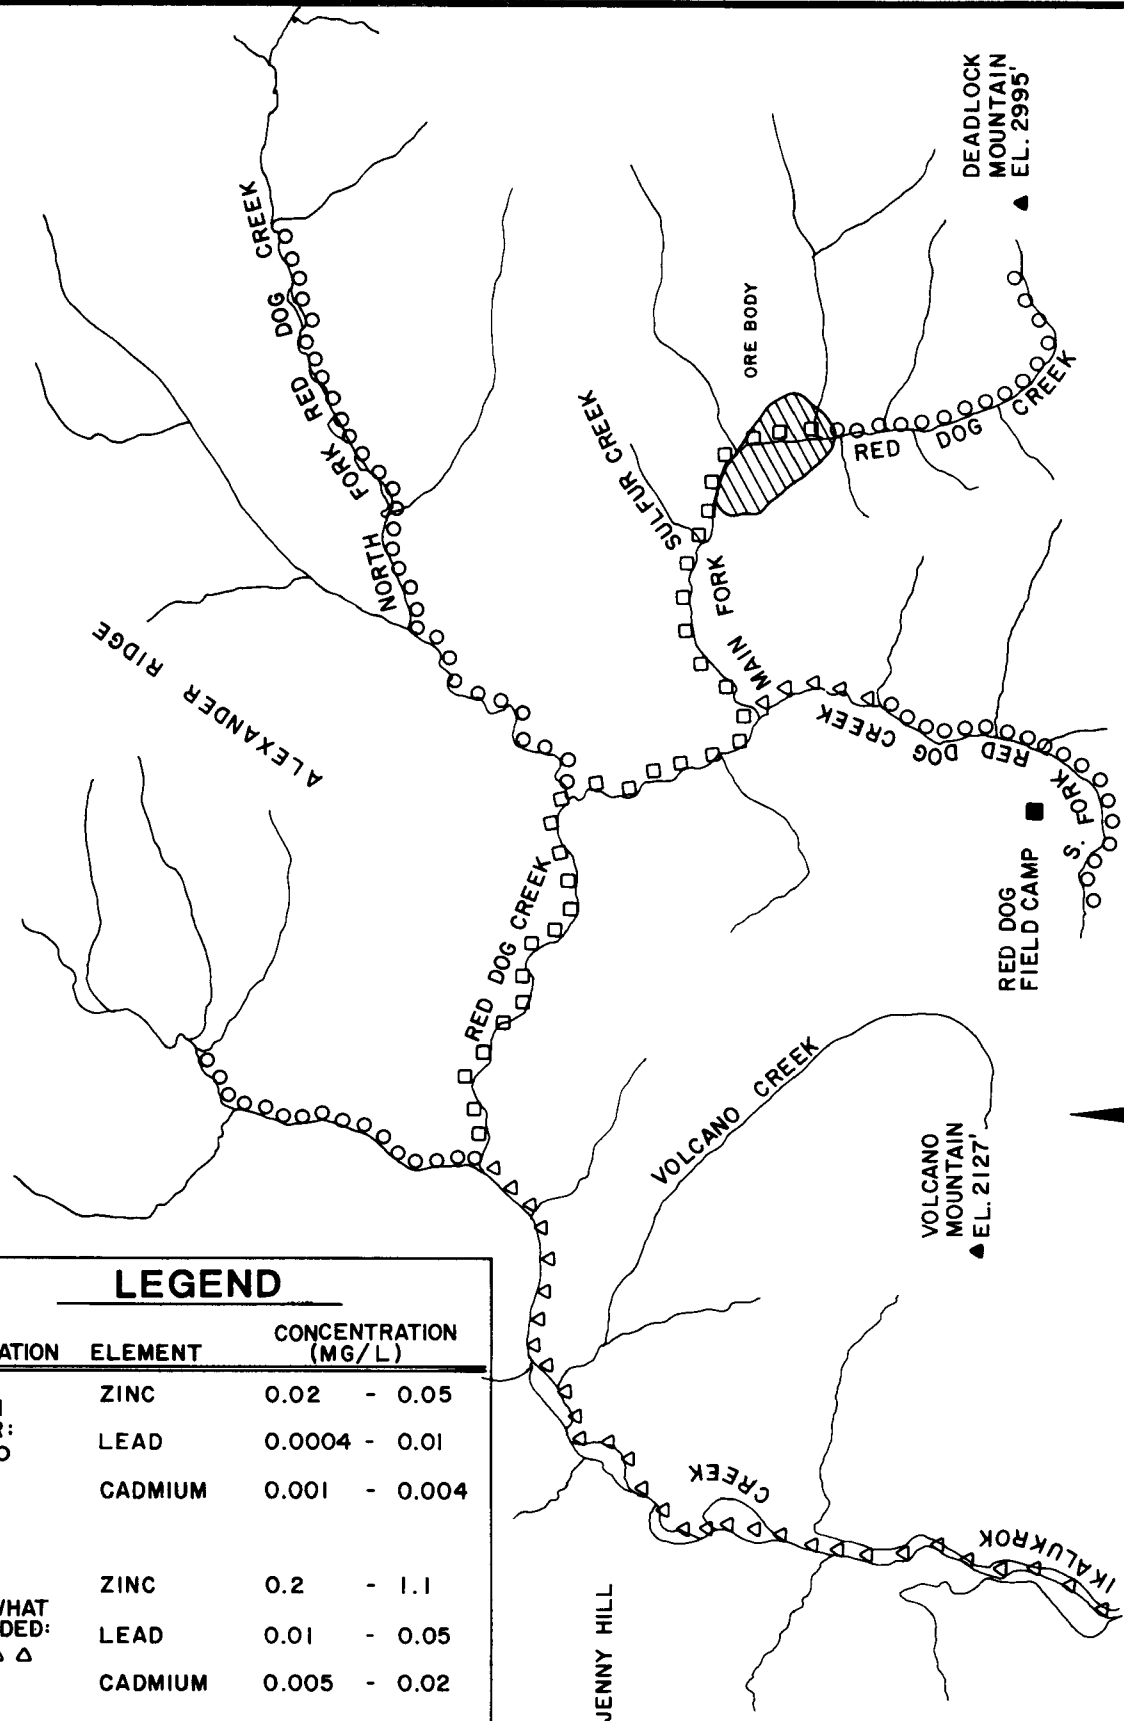 DEADLOCK
MOUNTAIN
EL. 2995'
NORTH FORK RED DOG CREEK
ALEXANDER RIDGE
ORE BODY
SULFUR CREEK
RED DOG CREEK
MAIN FORK
S. FORK RED DOG CREEK
RED DOG
FIELD CAMP
RED DOG CREEK
VOLCANO CREEK
VOLCANO
MOUNTAIN
EL. 2127'
IKALUKROK CREEK
JENNY HILL
LEGEND
ATION ELEMENT CONCENTRATION
(MG/L)
ZINC 0.02 - 0.05
R:
LEAD 0.0004 - 0.01
CADMIUM 0.001 - 0.004
ZINC 0.2 - 1.1
WHAT
DED:
LEAD 0.01 - 0.05
CADMIUM 0.005 - 0.02